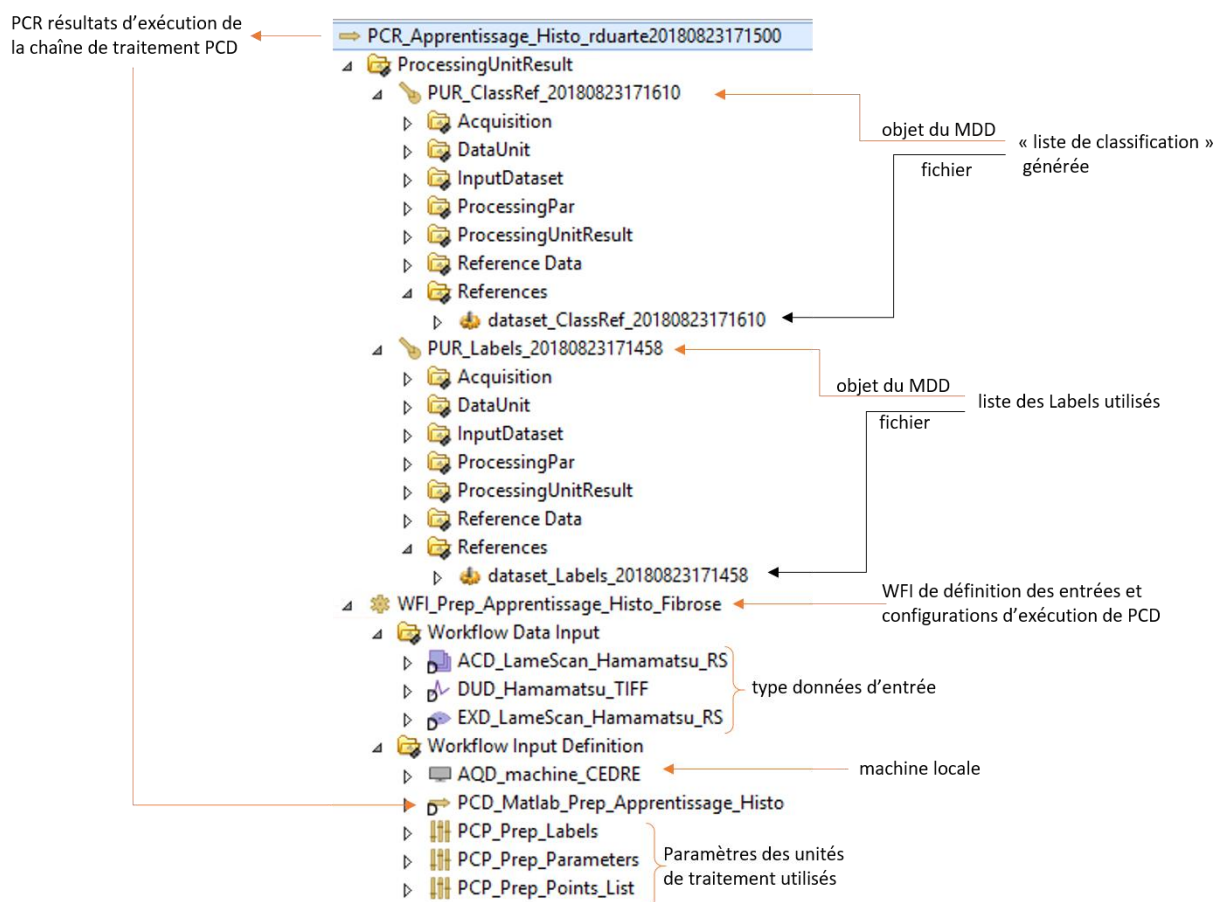 PCR résultats d'exécution de
la chaîne de traitement PCD
PCR_Apprentissage_Histo_rduarte20180823171500
ProcessingUnitResult
PUR_ClassRef_20180823171610
Acquisition
DataUnit
InputDataset
ProcessingPar
ProcessingUnitResult
Reference Data
References
dataset_ClassRef_20180823171610
objet du MDD
fichier
« liste de classification »
générée
PUR_Labels_20180823171458
Acquisition
DataUnit
InputDataset
ProcessingPar
ProcessingUnitResult
Reference Data
References
dataset_Labels_20180823171458
objet du MDD
fichier
liste des Labels utilisés
WFI_Prep_Apprentissage_Histo_Fibrose
WFI de définition des entrées et
configurations d'exécution de PCD
Workflow Data Input
D ACD_LameScan_Hamamatsu_RS
D DUD_Hamamatsu_TIFF
D EXD_LameScan_Hamamatsu_RS
type données d'entrée
Workflow Input Definition
AQD_machine_CEDRE
machine locale
D PCD_Matlab_Prep_Apprentissage_Histo
PCP_Prep_Labels
PCP_Prep_Parameters
PCP_Prep_Points_List
Paramètres des unités
de traitement utilisés